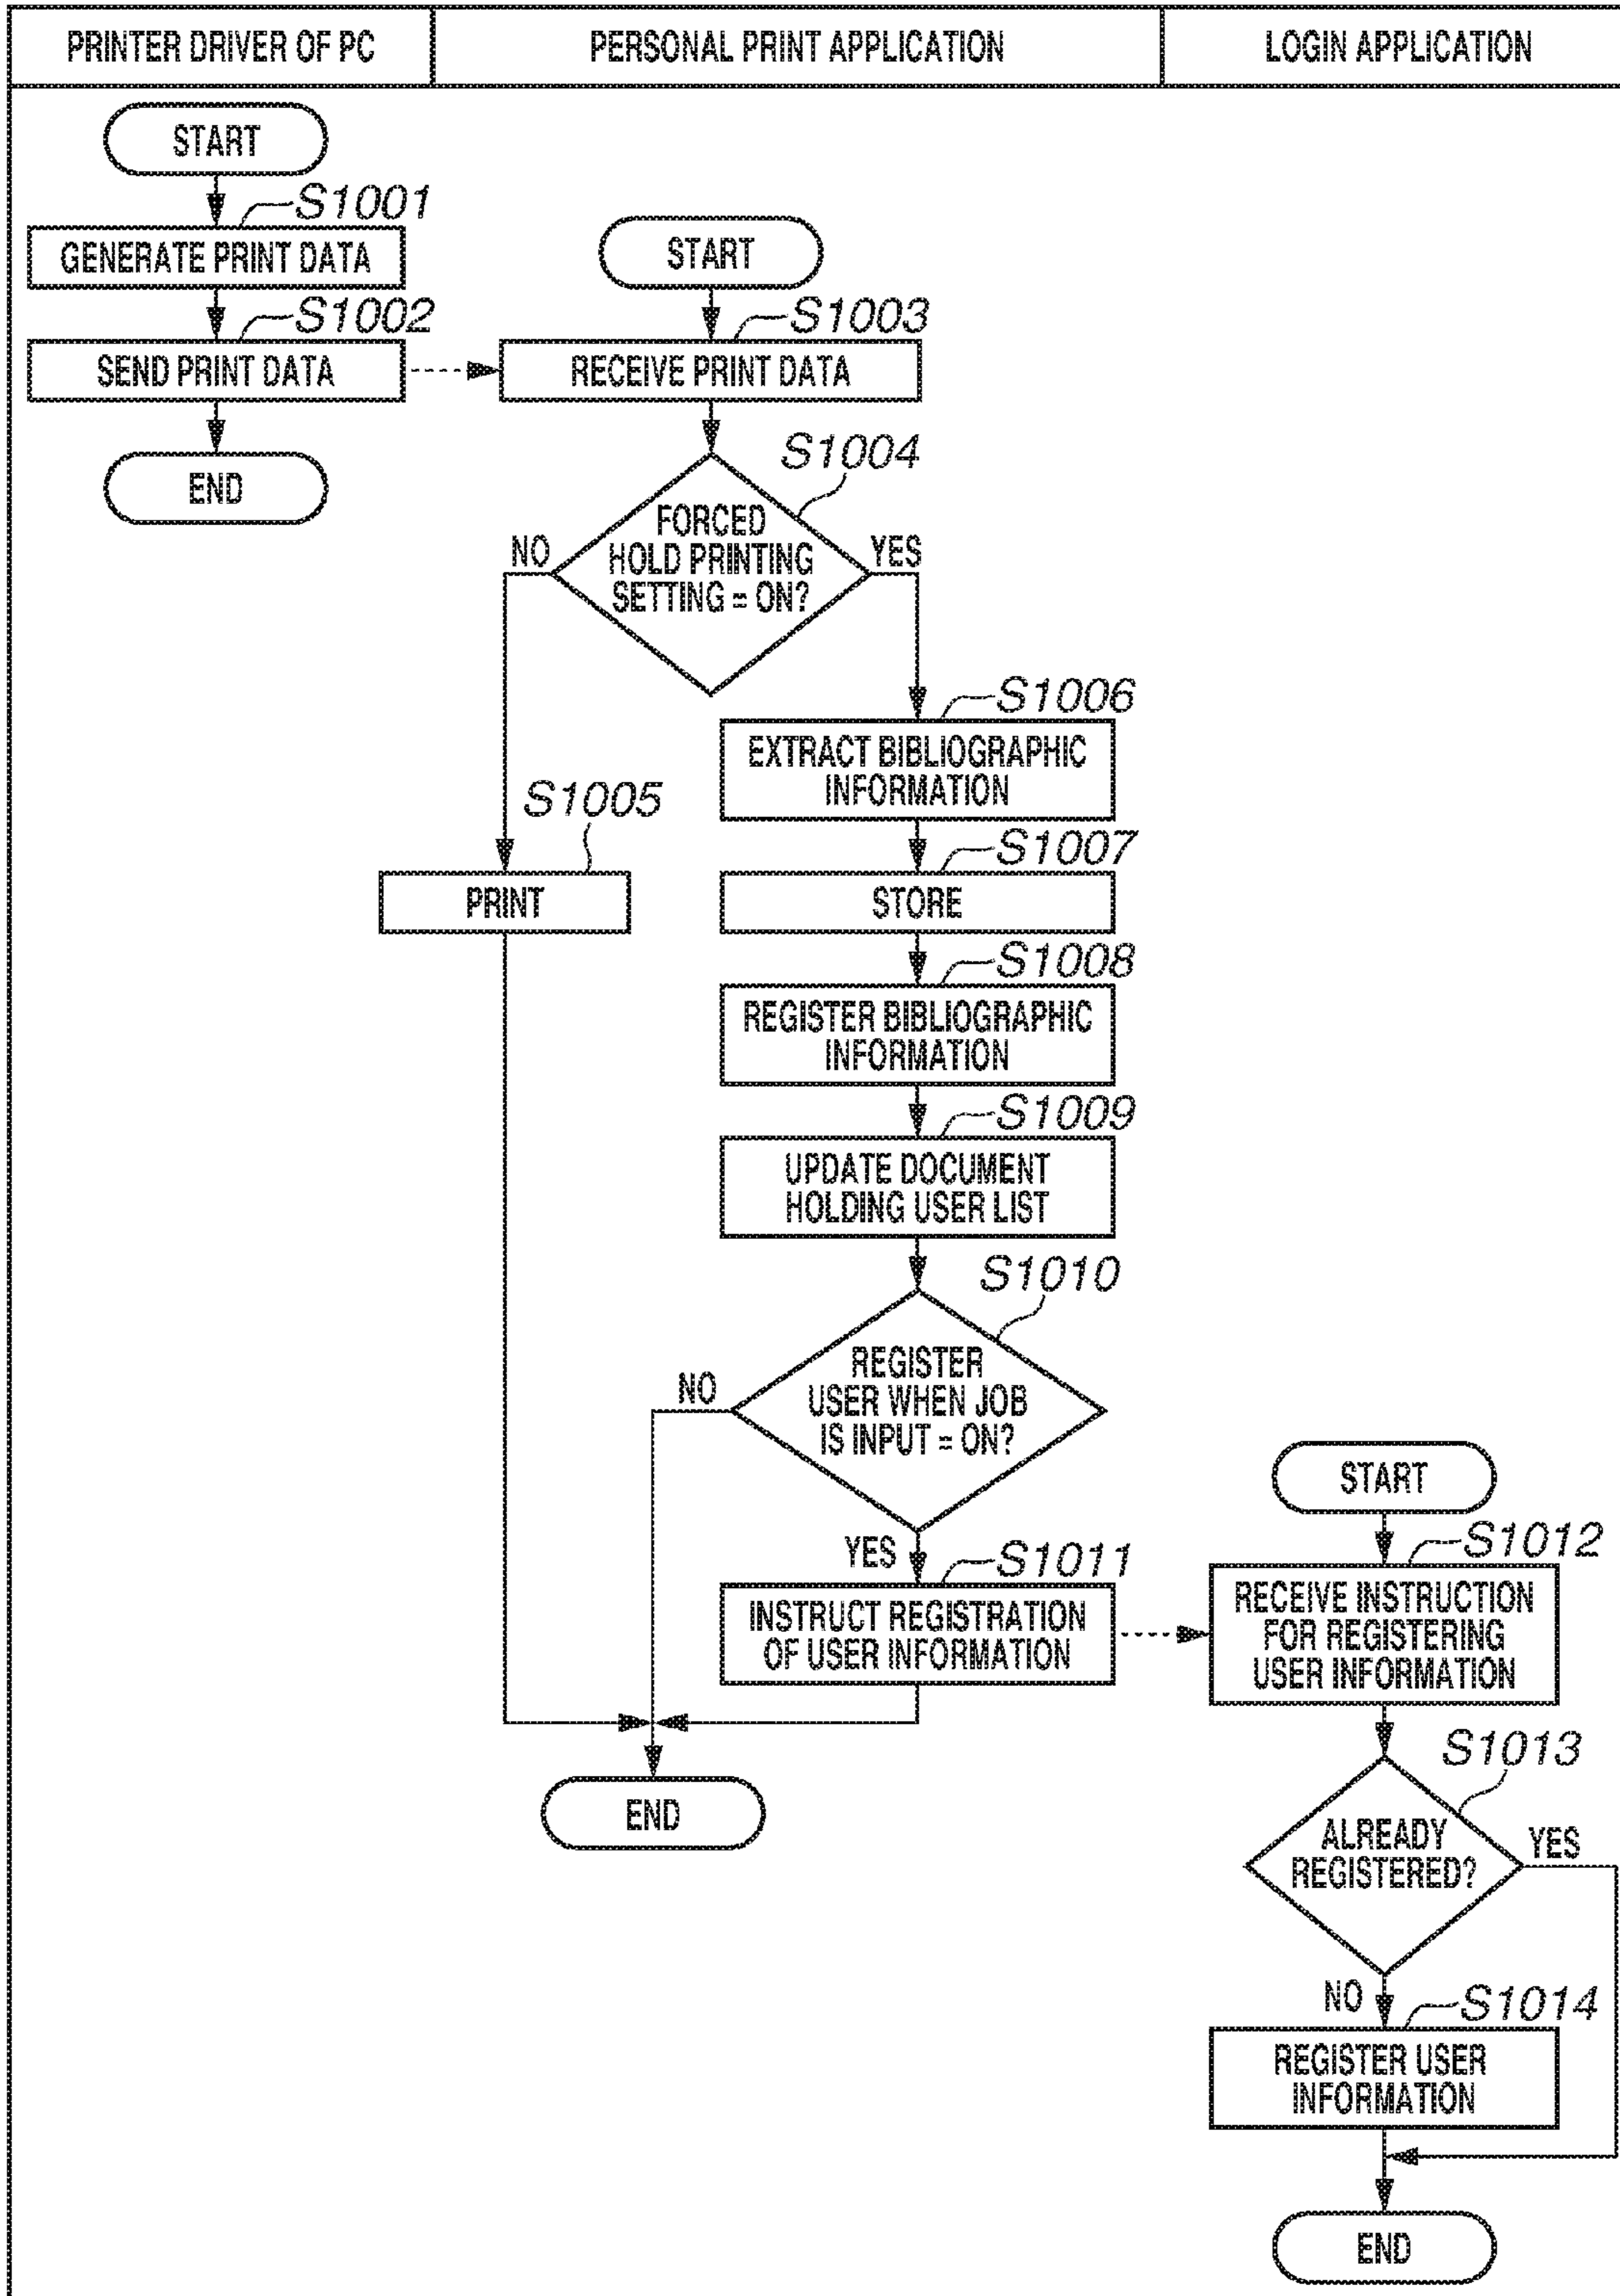 PRINTER DRIVER OF PC
PERSONAL PRINT APPLICATION
LOGIN APPLICATION
START
S1001
GENERATE PRINT DATA
S1002
SEND PRINT DATA
END
START
S1003
RECEIVE PRINT DATA
S1004
FORCED
HOLD PRINTING
SETTING = ON?
NO
YES
S1005
PRINT
S1006
EXTRACT BIBLIOGRAPHIC
INFORMATION
S1007
STORE
S1008
REGISTER BIBLIOGRAPHIC
INFORMATION
S1009
UPDATE DOCUMENT
HOLDING USER LIST
S1010
REGISTER
USER WHEN JOB
IS INPUT = ON?
NO
YES
S1011
INSTRUCT REGISTRATION
OF USER INFORMATION
END
START
S1012
RECEIVE INSTRUCTION
FOR REGISTERING
USER INFORMATION
S1013
ALREADY
REGISTERED?
YES
NO
S1014
REGISTER USER
INFORMATION
END